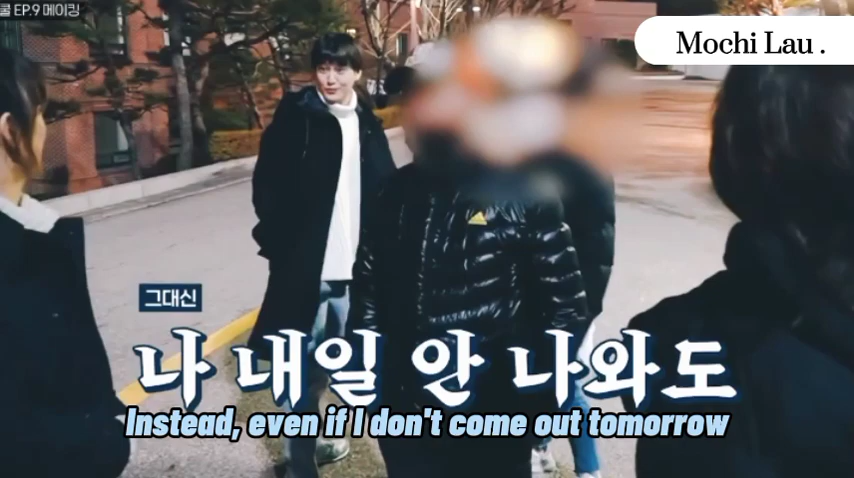 쿨 EP.9 메이킹
Mochi Lau .
그대신
나 내일 안 나와도
Instead, even if I don't come out tomorrow